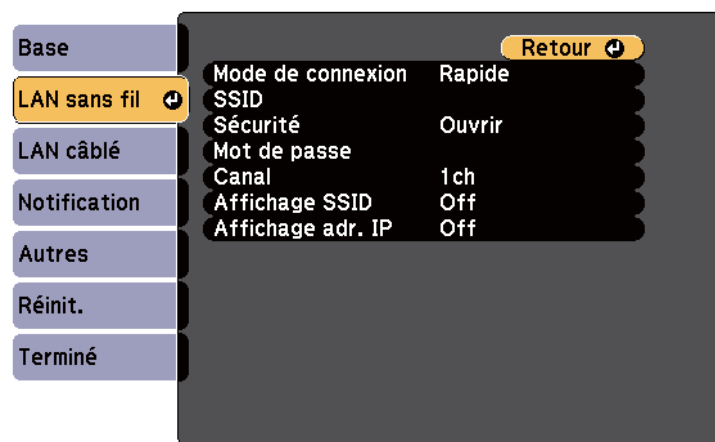 Base
LAN sans fil
LAN câblé
Notification
Autres
Réinit.
Terminé
Retour
Mode de connexion Rapide
SSID
Sécurité Ouvrir
Mot de passe
Canal 1ch
Affichage SSID Off
Affichage adr. IP Off